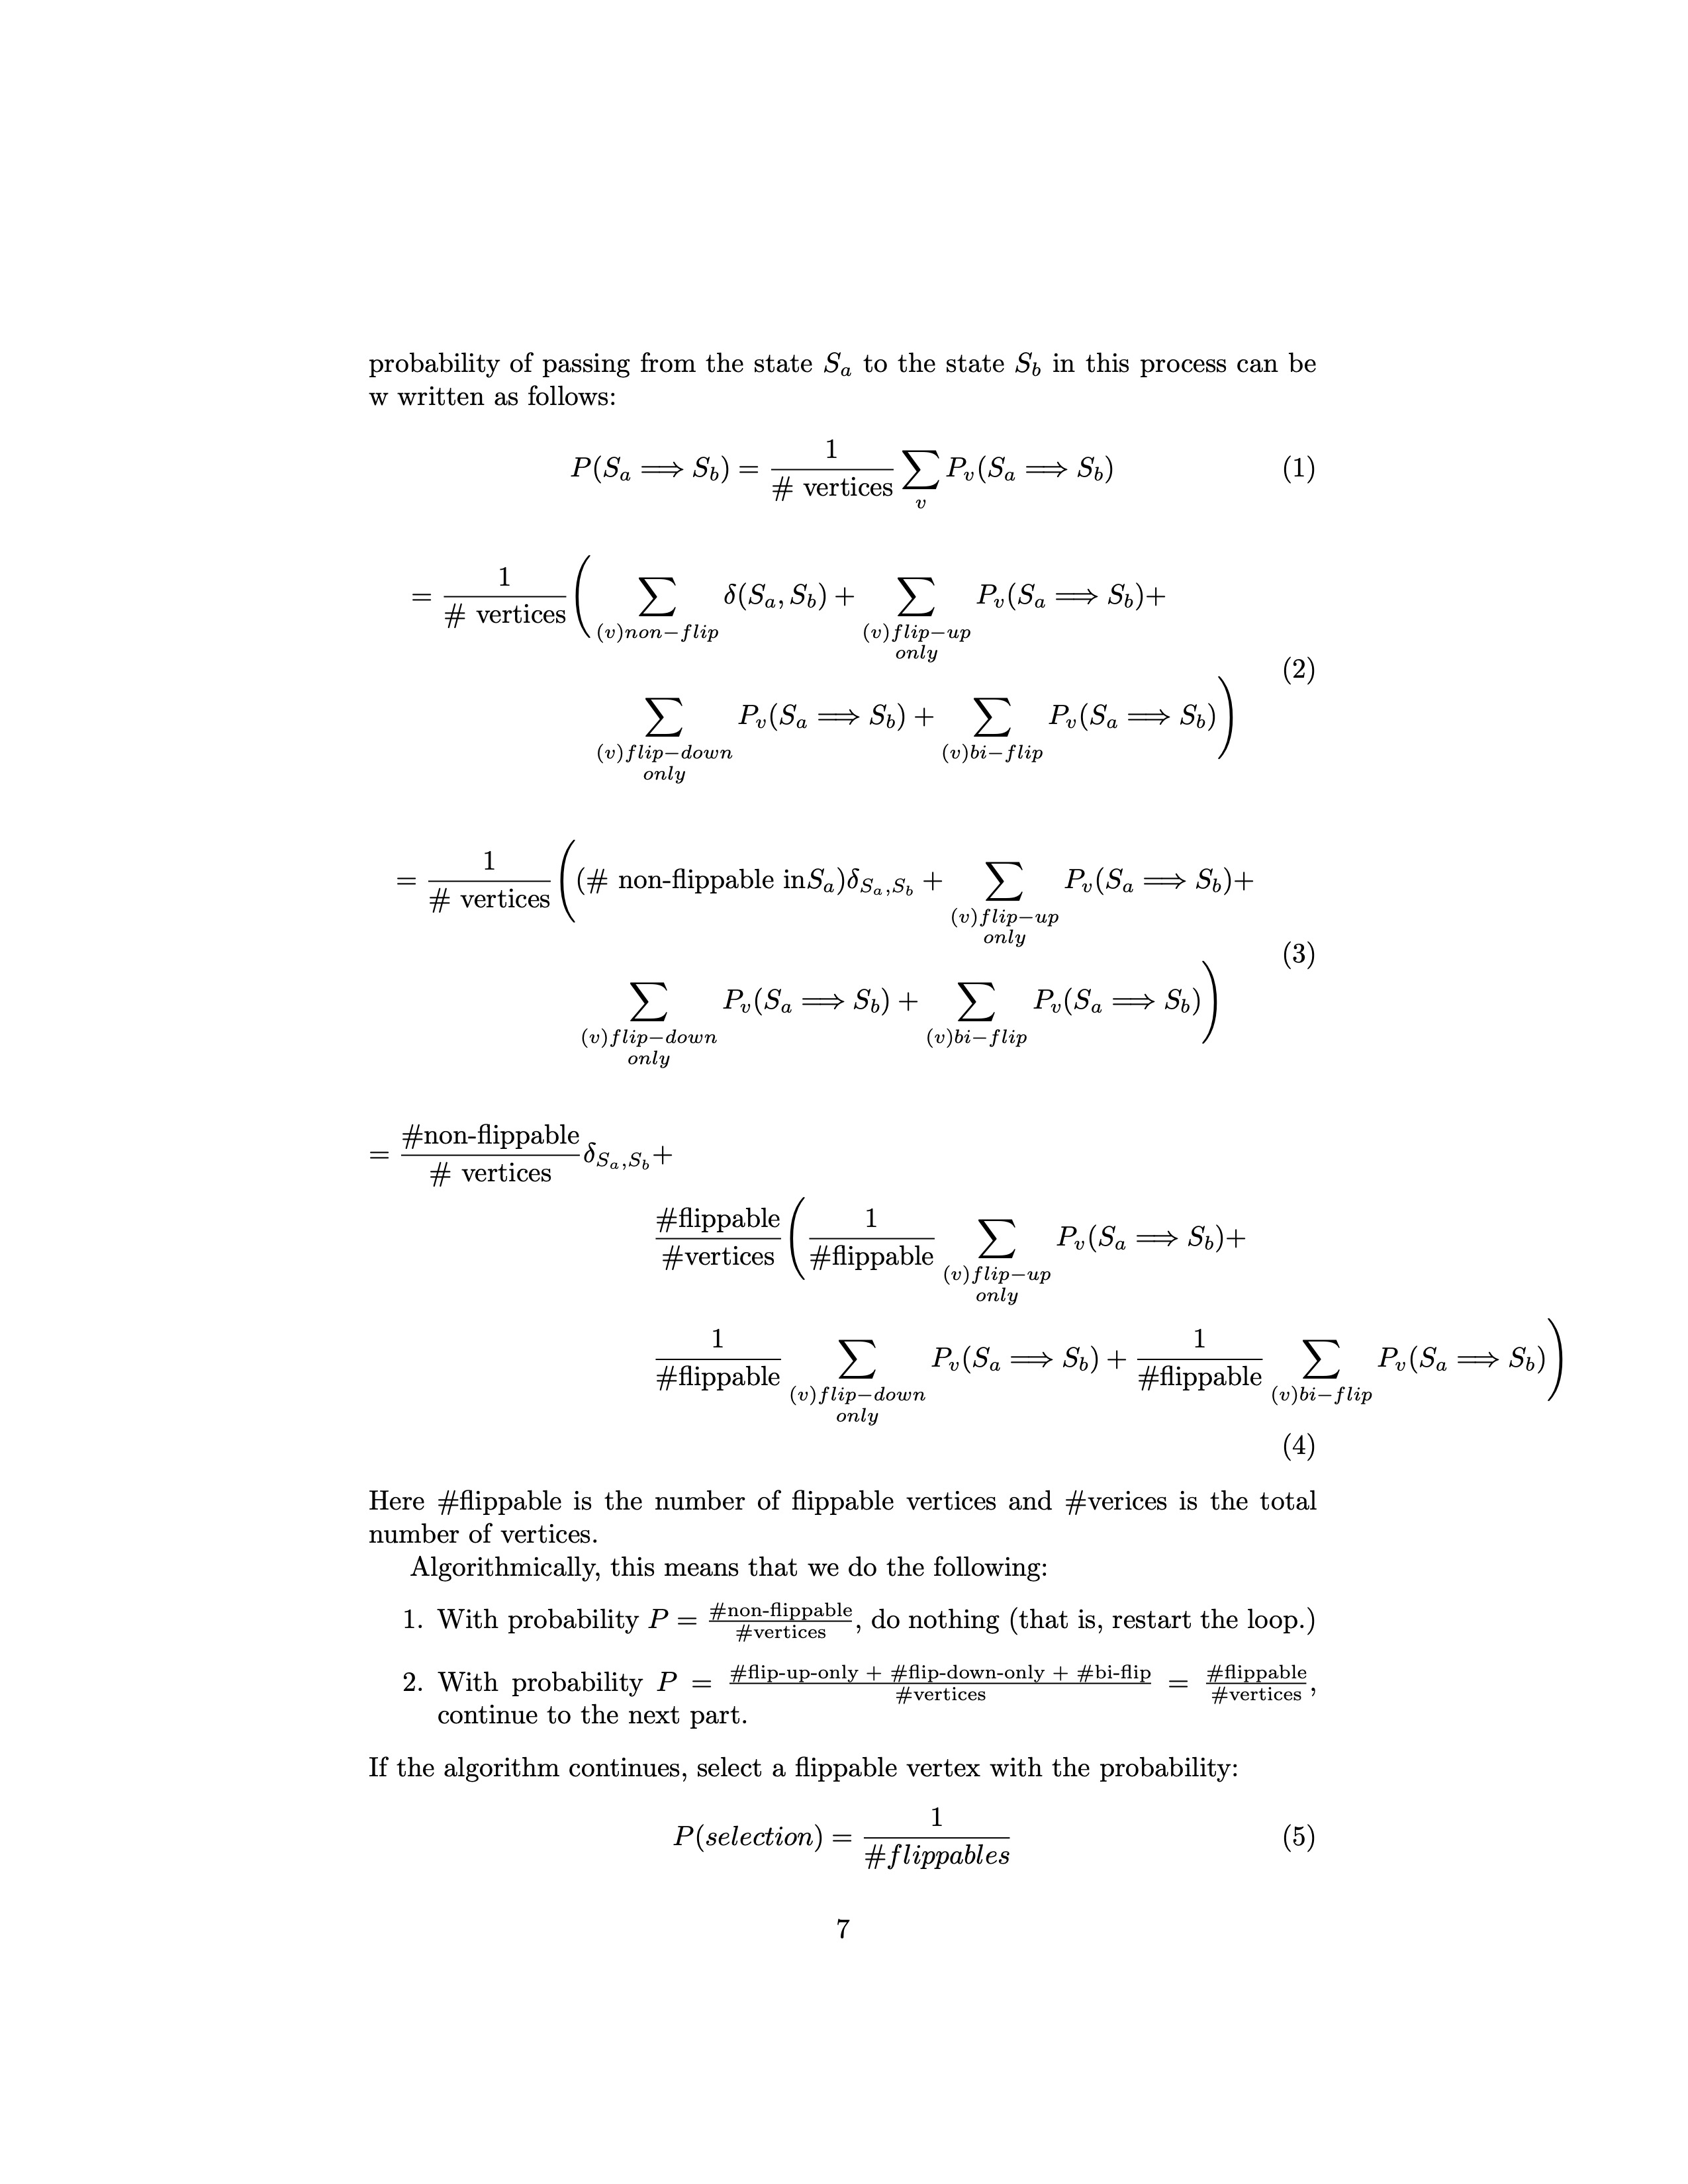 probability of passing from the state $S_a$ to the state $S_b$ in this process can be
w written as follows:
$$P(S_a \Longrightarrow S_b) = \frac{1}{\#\text{ vertices}} \sum_{v} P_v(S_a \Longrightarrow S_b) \quad (1)$$
$$= \frac{1}{\#\text{ vertices}} \Bigg( \sum_{(v)non-flip} \delta(S_a, S_b) + \sum_{\substack{(v)flip-up \\ only}} P_v(S_a \Longrightarrow S_b) +$$
$$\sum_{\substack{(v)flip-down \\ only}} P_v(S_a \Longrightarrow S_b) + \sum_{(v)bi-flip} P_v(S_a \Longrightarrow S_b) \Bigg) \quad (2)$$
$$= \frac{1}{\#\text{ vertices}} \Bigg( (\#\text{ non-flippable in} S_a)\delta_{S_a,S_b} + \sum_{\substack{(v)flip-up \\ only}} P_v(S_a \Longrightarrow S_b) +$$
$$\sum_{\substack{(v)flip-down \\ only}} P_v(S_a \Longrightarrow S_b) + \sum_{(v)bi-flip} P_v(S_a \Longrightarrow S_b) \Bigg) \quad (3)$$
$$= \frac{\#\text{non-flippable}}{\#\text{ vertices}} \delta_{S_a,S_b} +$$
$$\frac{\#\text{flippable}}{\#\text{vertices}} \Bigg( \frac{1}{\#\text{flippable}} \sum_{\substack{(v)flip-up \\ only}} P_v(S_a \Longrightarrow S_b) +$$
$$\frac{1}{\#\text{flippable}} \sum_{\substack{(v)flip-down \\ only}} P_v(S_a \Longrightarrow S_b) + \frac{1}{\#\text{flippable}} \sum_{(v)bi-flip} P_v(S_a \Longrightarrow S_b) \Bigg)$$
(4)
Here #flippable is the number of flippable vertices and #verices is the total
number of vertices.
Algorithmically, this means that we do the following:
1. With probability $P = \frac{\#\text{non-flippable}}{\#\text{vertices}}$, do nothing (that is, restart the loop.)
2. With probability $P = \frac{\#\text{flip-up-only + }\#\text{flip-down-only + }\#\text{bi-flip}}{\#\text{vertices}} = \frac{\#\text{flippable}}{\#\text{vertices}}$,
continue to the next part.
If the algorithm continues, select a flippable vertex with the probability:
$$P(selection) = \frac{1}{\#flippables} \quad (5)$$
7